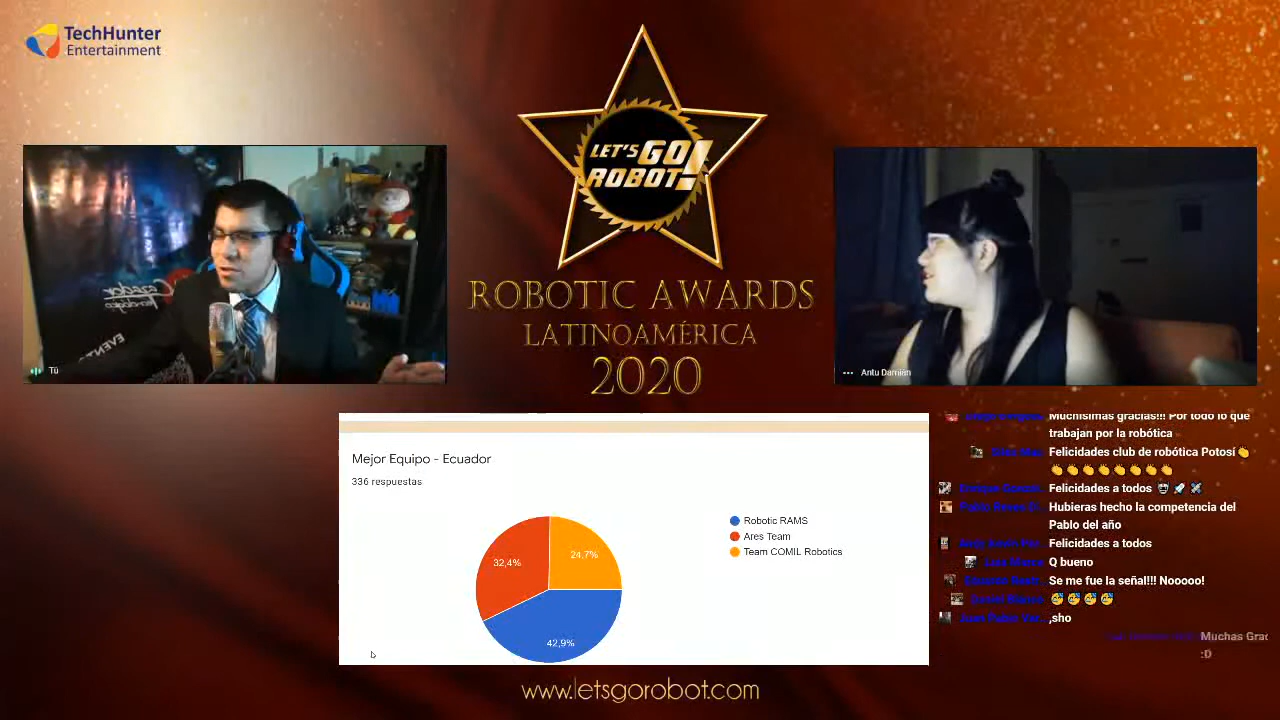 TechHunter
Entertainment
LET'S GO!
ROBOT!
ROBOTIC AWARDS
LATINOAMÉRICA
2020
Tú
EVENT
Antu Damian
Mejor Equipo - Ecuador
336 respuestas
32,4%
24,7%
42,9%
Robotic RAMS
Ares Team
Team COMIL Robotics
Muchísimas gracias!!! Por todo lo que
trabajan por la robótica
Felicidades club de robótica Potosí👏
👏👏👏👏👏👏👏👏👏
Felicidades a todos
Hubieras hecho la competencia del
Pablo del año
Felicidades a todos
Q bueno
Se me fue la señal!!! Nooooo!
,sho
Muchas Grac
:D
www.letsgorobot.com